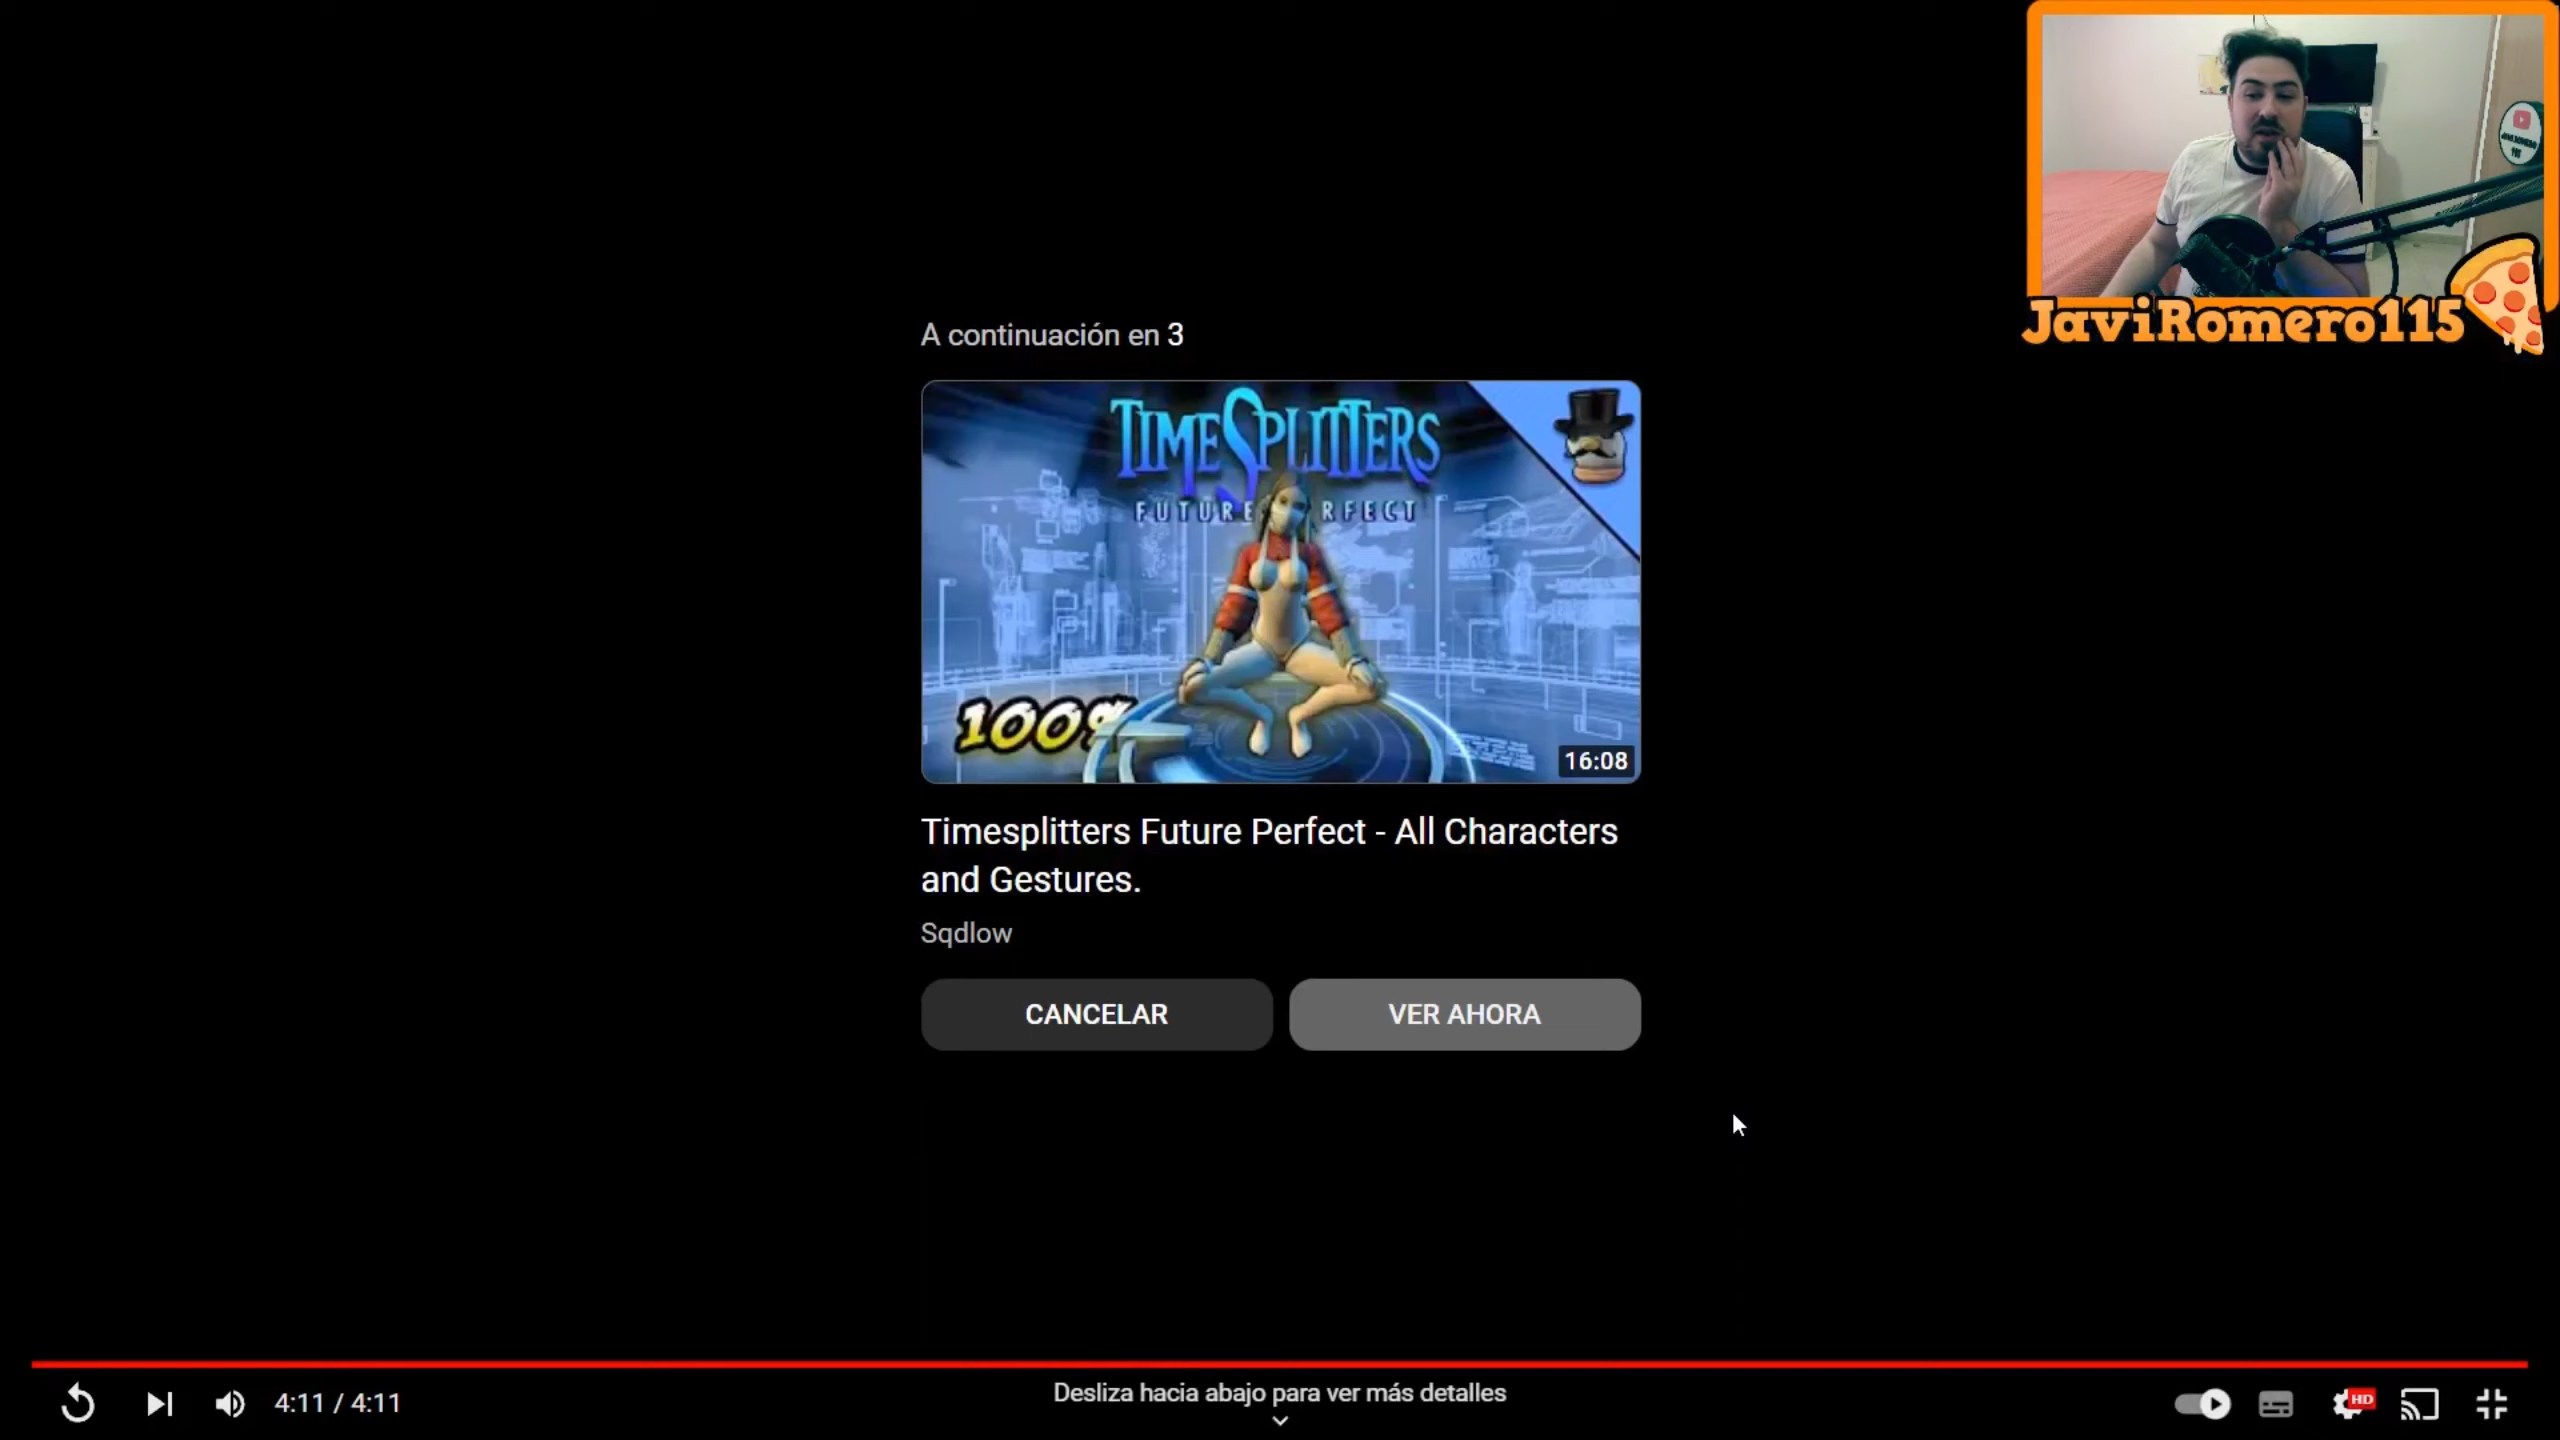 JaviRomero115
A continuación en 3
TIMESPLITTERS
FUTURE RFECT
100%
16:08
Timesplitters Future Perfect - All Characters
and Gestures.
Sqdlow
CANCELAR
VER AHORA
4:11 / 4:11
Desliza hacia abajo para ver más detalles
HD